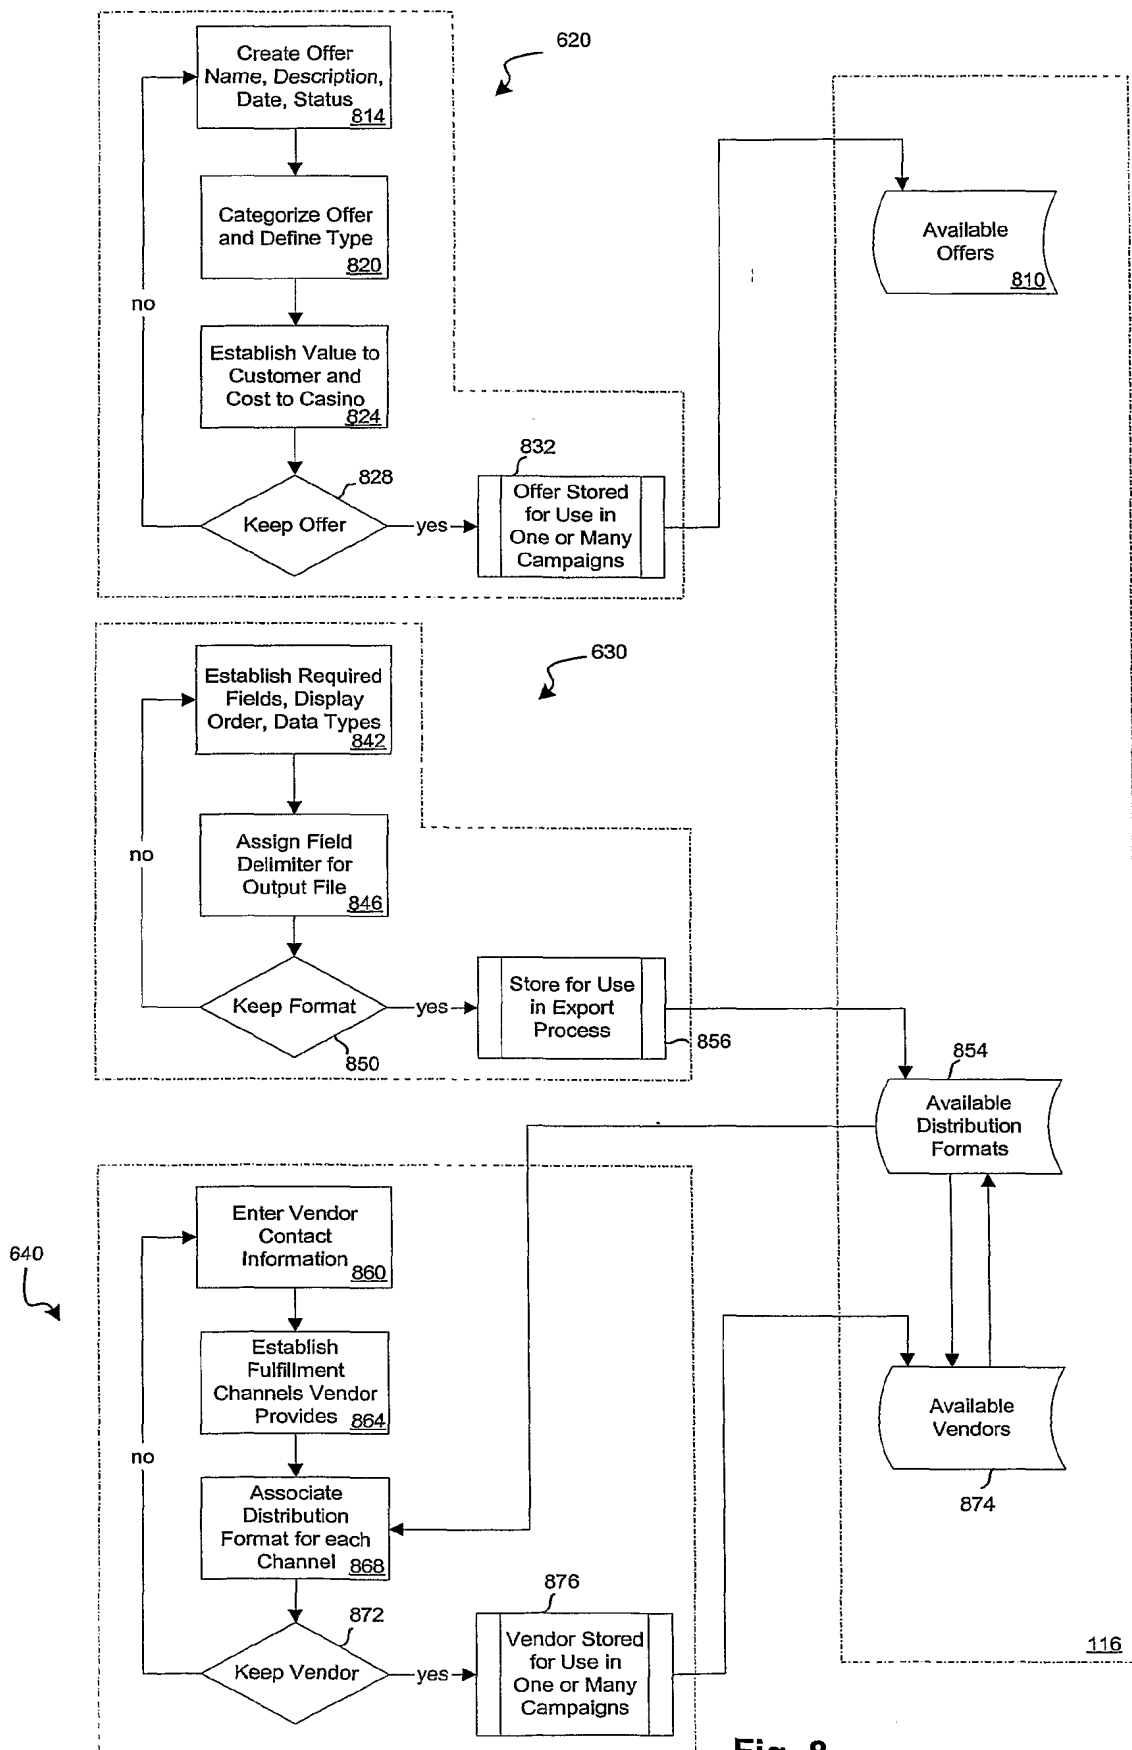 620
Create Offer
Name, Description,
Date, Status
814
Categorize Offer
and Define Type
820
Establish Value to
Customer and
Cost to Casino
824
no
828
Keep Offer
yes
832
Offer Stored
for Use in
One or Many
Campaigns
Available
Offers
810
630
Establish Required
Fields, Display
Order, Data Types
842
Assign Field
Delimiter for
Output File
846
no
Keep Format
850
yes
Store for Use
in Export
Process
856
854
Available
Distribution
Formats
640
Enter Vendor
Contact
Information
860
Establish
Fulfillment
Channels Vendor
Provides
864
no
Associate
Distribution
Format for each
Channel
868
872
Keep Vendor
yes
876
Vendor Stored
for Use in
One or Many
Campaigns
Available
Vendors
874
116
Fig. 8